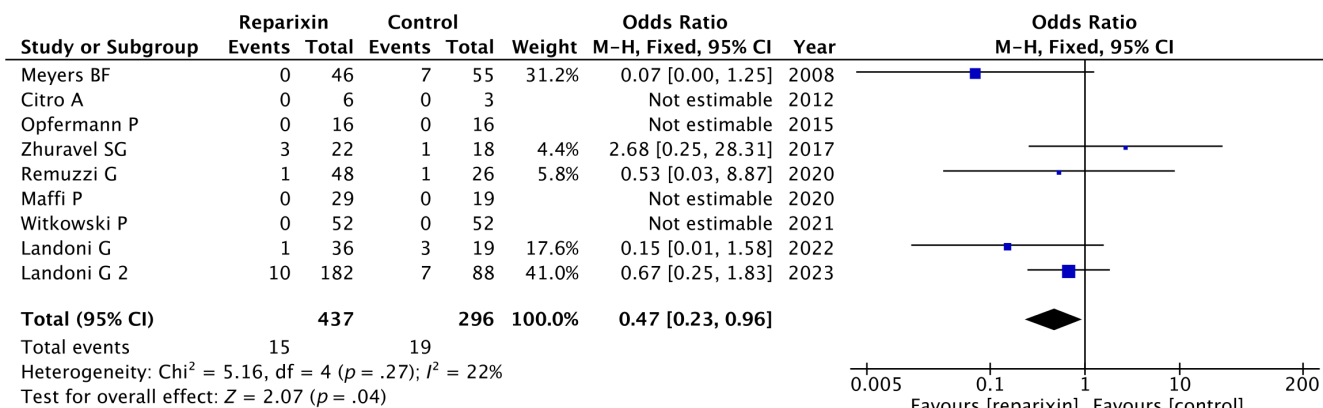 Reparixin Control Odds Ratio Odds Ratio
Study or Subgroup Events Total Events Total Weight M-H, Fixed, 95% CI Year M-H, Fixed, 95% CI
Meyers BF 0 46 7 55 31.2% 0.07 [0.00, 1.25] 2008
Citro A 0 6 0 3 Not estimable 2012
Opfermann P 0 16 0 16 Not estimable 2015
Zhuravel SG 3 22 1 18 4.4% 2.68 [0.25, 28.31] 2017
Remuzzi G 1 48 1 26 5.8% 0.53 [0.03, 8.87] 2020
Maffi P 0 29 0 19 Not estimable 2020
Witkowski P 0 52 0 52 Not estimable 2021
Landoni G 1 36 3 19 17.6% 0.15 [0.01, 1.58] 2022
Landoni G 2 10 182 7 88 41.0% 0.67 [0.25, 1.83] 2023
Total (95% CI) 437 296 100.0% 0.47 [0.23, 0.96]
Total events 15 19
Heterogeneity: Chi² = 5.16, df = 4 (p = .27); I² = 22%
Test for overall effect: Z = 2.07 (p = .04)
0.005 0.1 1 10 200
Favours [reparixin] Favours [control]